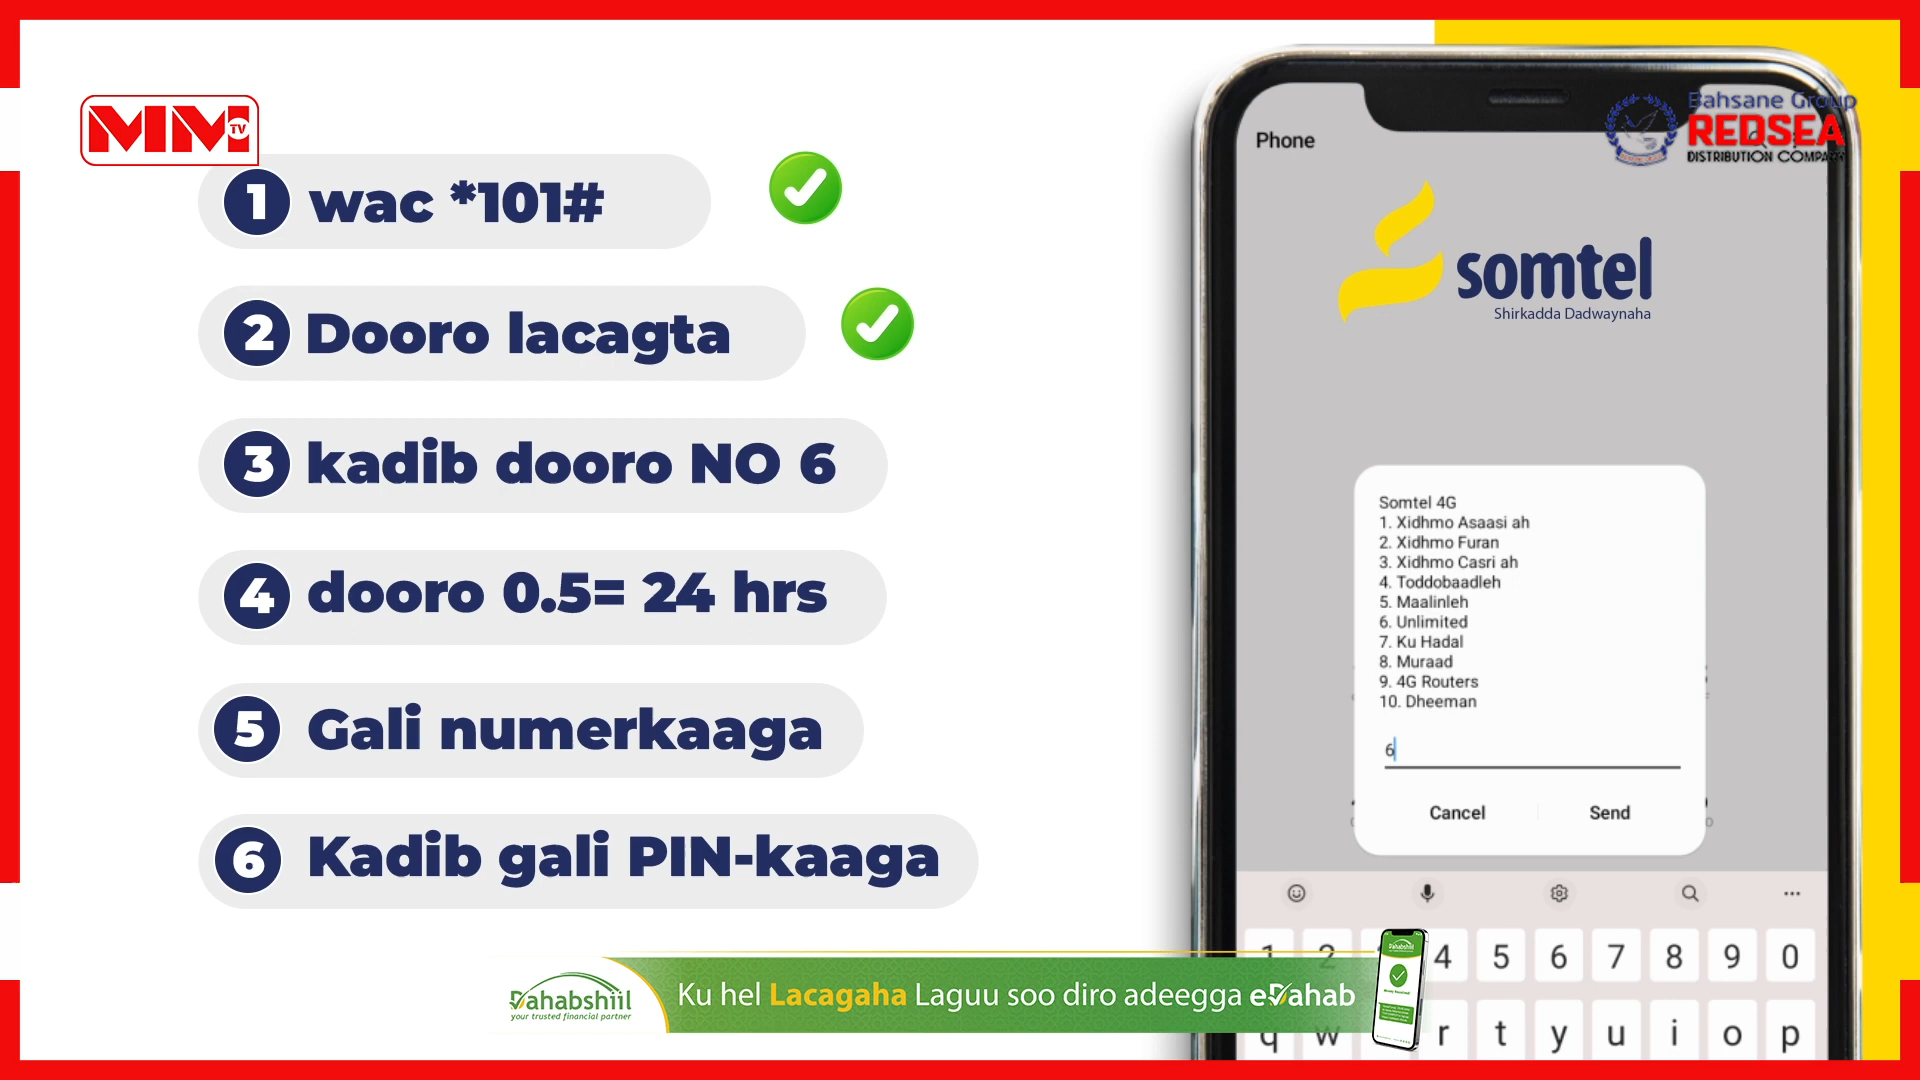 MM TV
1 wac *101#
2 Dooro lacagta
3 kadib dooro NO 6
4 dooro 0.5= 24 hrs
5 Gali numerkaaga
6 Kadib gali PIN-kaaga
Phone
Bahsane Group
REDSEA
DISTRIBUTION COMPANY
somtel
Shirkadda Dadwaynaha
Somtel 4G
1. Xidhmo Asaasi ah
2. Xidhmo Furan
3. Xidhmo Casri ah
4. Toddobaadleh
5. Maalinleh
6. Unlimited
7. Ku Hadal
8. Muraad
9. 4G Routers
10. Dheeman
6
Cancel Send
1 2 4 5 6 7 8 9 0
q w r t y u i o p
Dahabshiil
your trusted financial partner
Ku hel Lacagaha Laguu soo diro adeegga eDahab
Dahabshiil